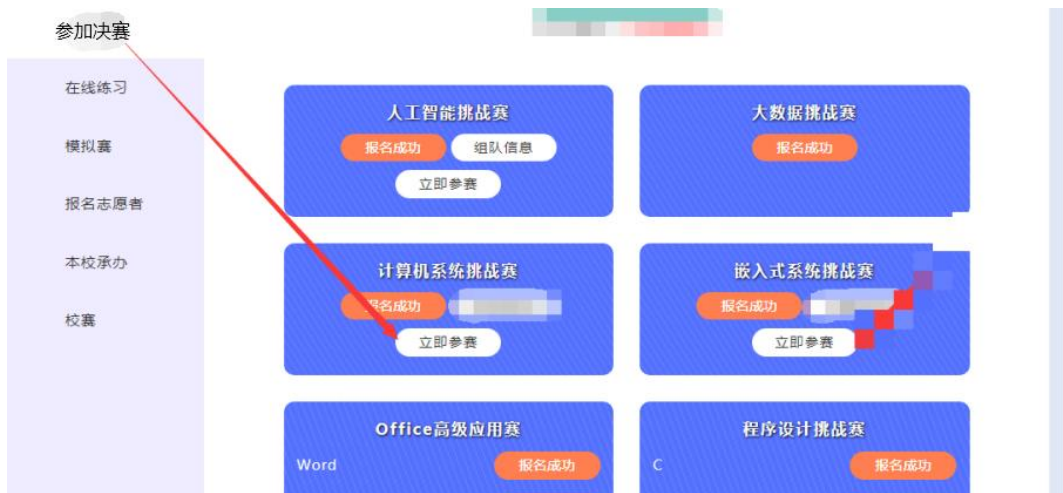 参加决赛
在线练习
模拟赛
报名志愿者
本校承办
校赛
人工智能挑战赛
报名成功 组队信息
立即参赛
大数据挑战赛
报名成功
计算机系统挑战赛
报名成功
立即参赛
嵌入式系统挑战赛
报名成功
立即参赛
Office高级应用赛
Word 报名成功
程序设计挑战赛
C 报名成功